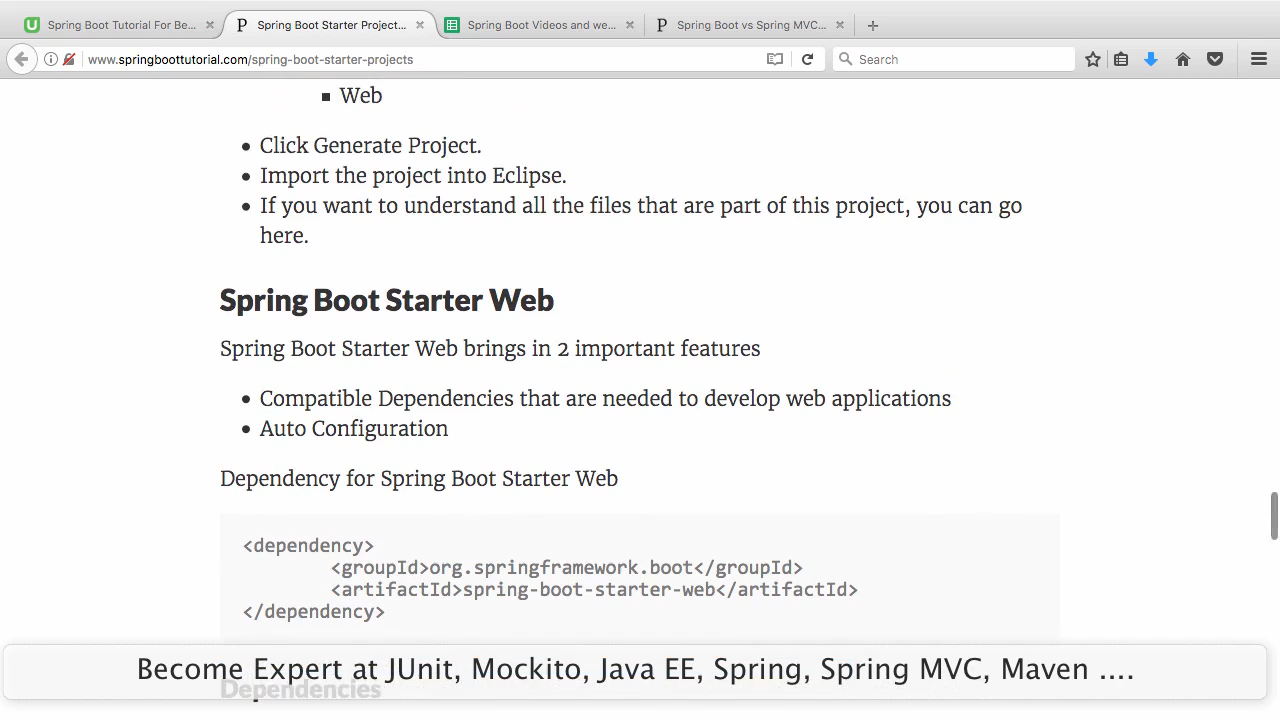 Spring Boot Tutorial For Be...
Spring Boot Starter Project...
Spring Boot Videos and we...
Spring Boot vs Spring MVC...
www.springboottutorial.com/spring-boot-starter-projects
Search
Web
Click Generate Project.
Import the project into Eclipse.
If you want to understand all the files that are part of this project, you can go
here.
Spring Boot Starter Web
Spring Boot Starter Web brings in 2 important features
Compatible Dependencies that are needed to develop web applications
Auto Configuration
Dependency for Spring Boot Starter Web
<dependency>
<groupId>org.springframework.boot</groupId>
<artifactId>spring-boot-starter-web</artifactId>
</dependency>
Become Expert at JUnit, Mockito, Java EE, Spring, Spring MVC, Maven ....
Dependencies